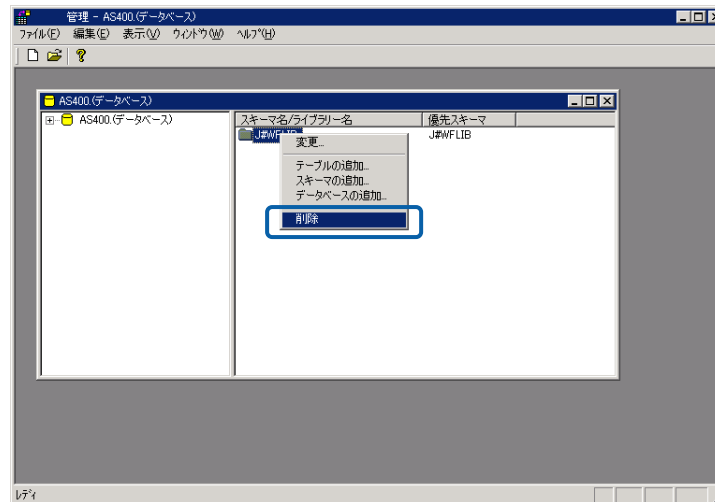 管理 - AS400.(データベース)
ファイル(F) 編集(E) 表示(V) ウィンドウ(W) ヘルプ(H)
AS400.(データベース)
AS400.(データベース)
スキーマ名/ライブラリー名 優先スキーマ
J#WFLIB J#WFLIB
変更...
テーブルの追加...
スキーマの追加...
データベースの追加...
削除
レディ